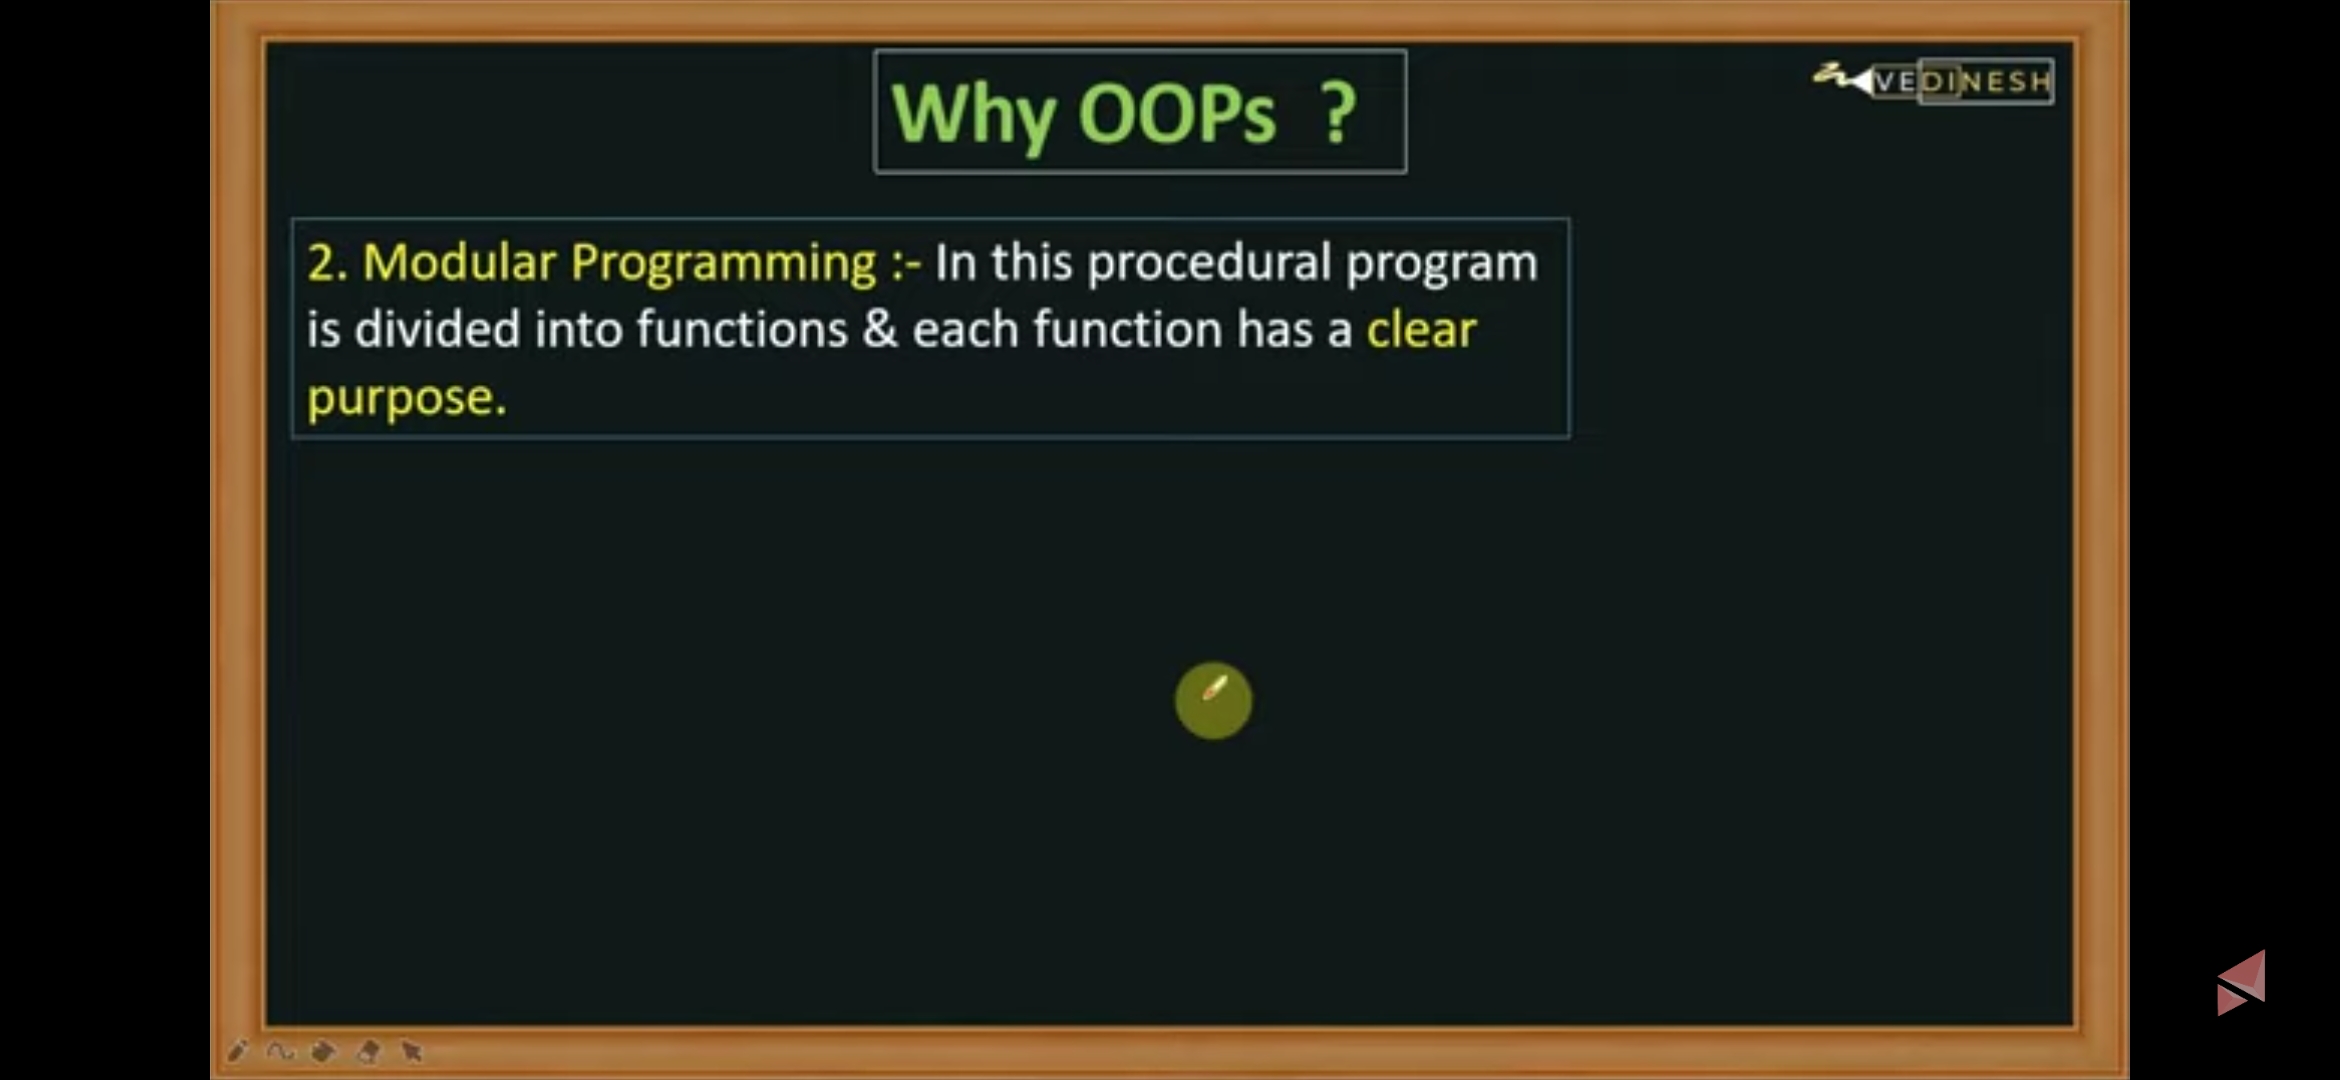 Why OOPs ?
VEDINESH
2. Modular Programming :- In this procedural program
is divided into functions & each function has a clear
purpose.